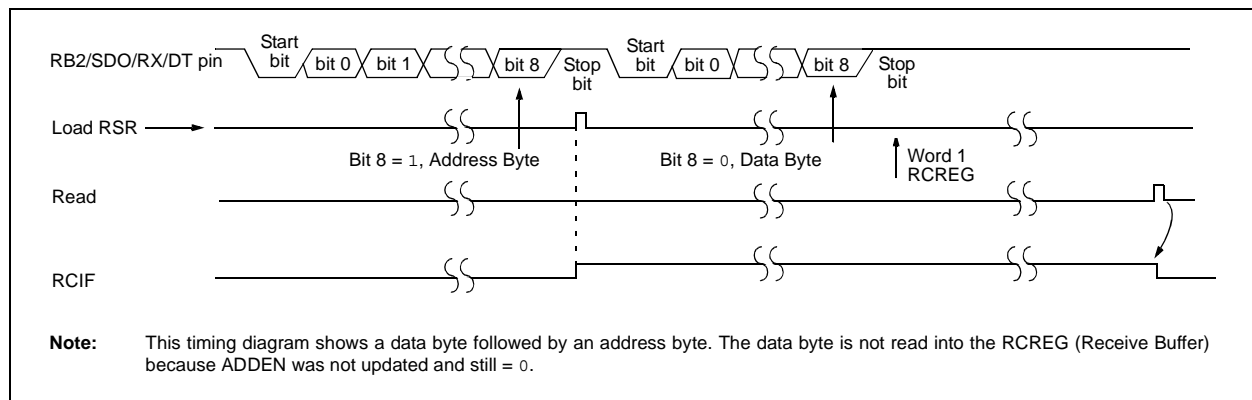 Start
bit
bit 0
bit 1
bit 8
Stop
bit
Start
bit
bit 0
bit 8
Stop
bit
RB2/SDO/RX/DT pin
Load RSR
Bit 8 = 1, Address Byte
Bit 8 = 0, Data Byte
Word 1
RCREG
Read
RCIF
Note: This timing diagram shows a data byte followed by an address byte. The data byte is not read into the RCREG (Receive Buffer)
because ADDEN was not updated and still = 0.